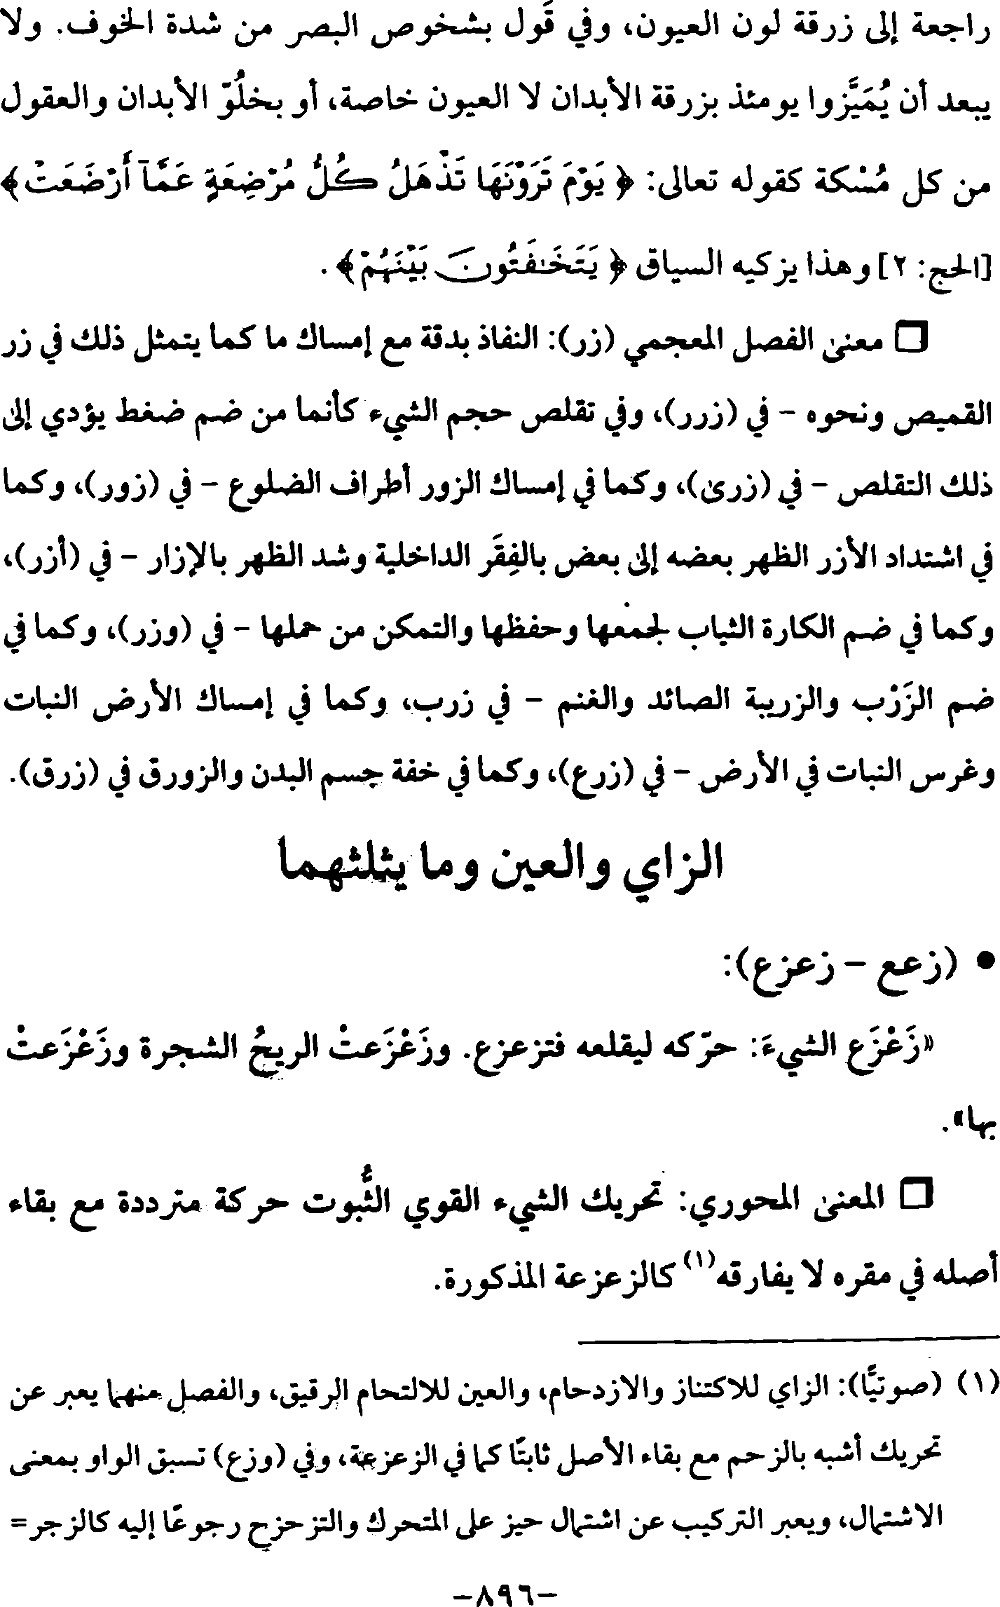 راجعة إلى زرقة لون العيون، وفي قَول بشخوص البصر من شدة الخوف. ولا
يبعد أن يُمَيَّزوا يومئذ بزرقة الأبدان لا العيون خاصة، أو بخلُوّ الأبدان والعقول
من كل مُسْكة كقوله تعالى: ﴿ يَوْمَ تَرَوْنَهَا تَذْهَلُ كُلُّ مُرْضِعَةٍ عَمَّآ أَرْضَعَتْ ﴾
[الحج: ٢] وهذا يزكيه السياق ﴿ يَتَخَٰفَتُونَ بَيْنَهُمْ ﴾.
❒ معنى الفصل المعجمي (زر): النفاذ بدقة مع إمساك ما كما يتمثل ذلك في زر
القميص ونحوه - في (زرر)، وفي تقلص حجم الشيء كأنما من ضم ضغط يؤدي إلى
ذلك التقلص - في (زرى)، وكما في إمساك الزور أطراف الضلوع - في (زور)، وكما
في اشتداد الأزر الظهر بعضه إلى بعض بالفِقَر الداخلية وشد الظهر بالإزار - في (أزر)،
وكما في ضم الكارة الثياب لجمعها وحفظها والتمكن من حملها - في (وزر)، وكما في
ضم الزَرْب والزريبة الصائد والغنم - في زرب، وكما في إمساك الأرض النبات
وغرس النبات في الأرض - في (زرع)، وكما في خفة جسم البدن والزورق في (زرق).
الزاي والعين وما يثلثهما
• (زعع - زعزع):
«زَعْزَع الشيءَ: حرّكه ليقلعه فتزعزع. وزَعْزَعتْ الريحُ الشجرة وزَعْزَعتْ
بها».
❒ المعنى المحوري: تحريك الشيء القوي الثُّبوت حركة مترددة مع بقاء
أصله في مقره لا يفارقه(١) كالزعزعة المذكورة.
(١) (صوتيًّا): الزاي للاكتناز والازدحام، والعين للالتحام الرقيق، والفصل منهما يعبر عن
تحريك أشبه بالزحم مع بقاء الأصل ثابتًا كما في الزعزعة، وفي (وزع) تسبق الواو بمعنى
الاشتمال، ويعبر التركيب عن اشتمال حيز على المتحرك والتزحزح رجوعًا إليه كالزجر=
-٨٩٦-